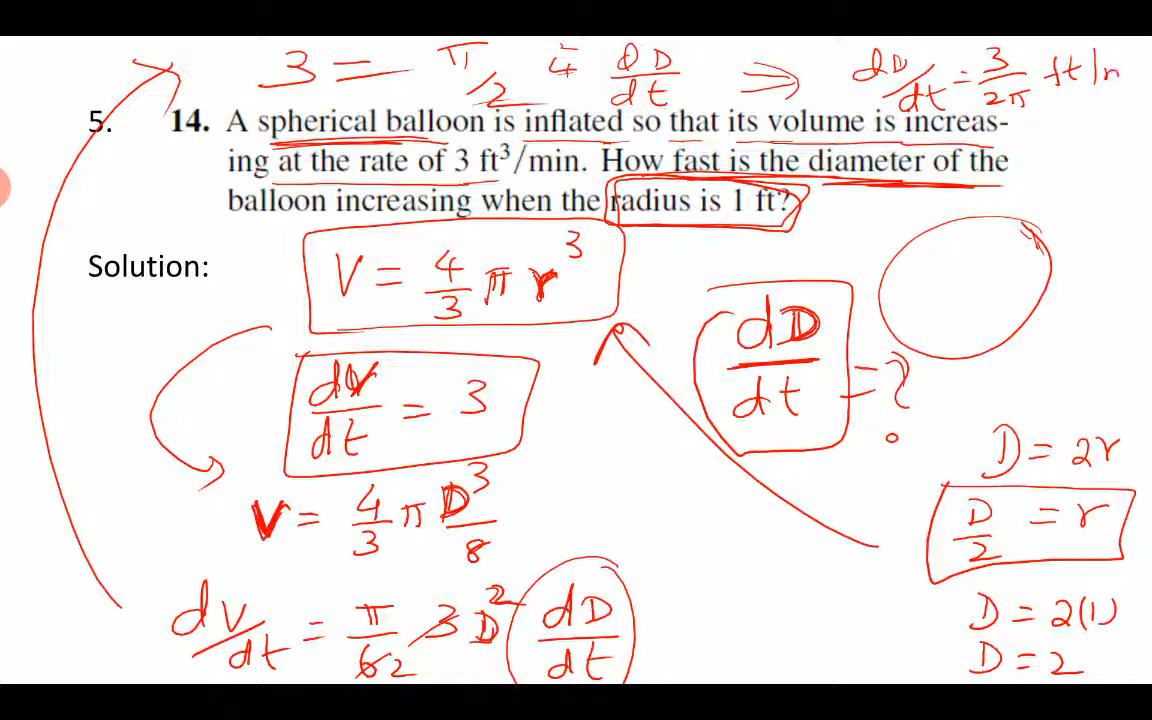 3 = π/2 4 dD/dt ⇒ dD/dt = 3/2π ft/
5. 14. A spherical balloon is inflated so that its volume is increas-
ing at the rate of 3 ft³/min. How fast is the diameter of the
balloon increasing when the radius is 1 ft?
Solution:
V = 4/3 π r³
dV/dt = 3
dD/dt = ?
D = 2r
D/2 = r
V = 4/3 π D³/8
dV/dt = π/62 3 D² dD/dt
D = 2(1)
D = 2